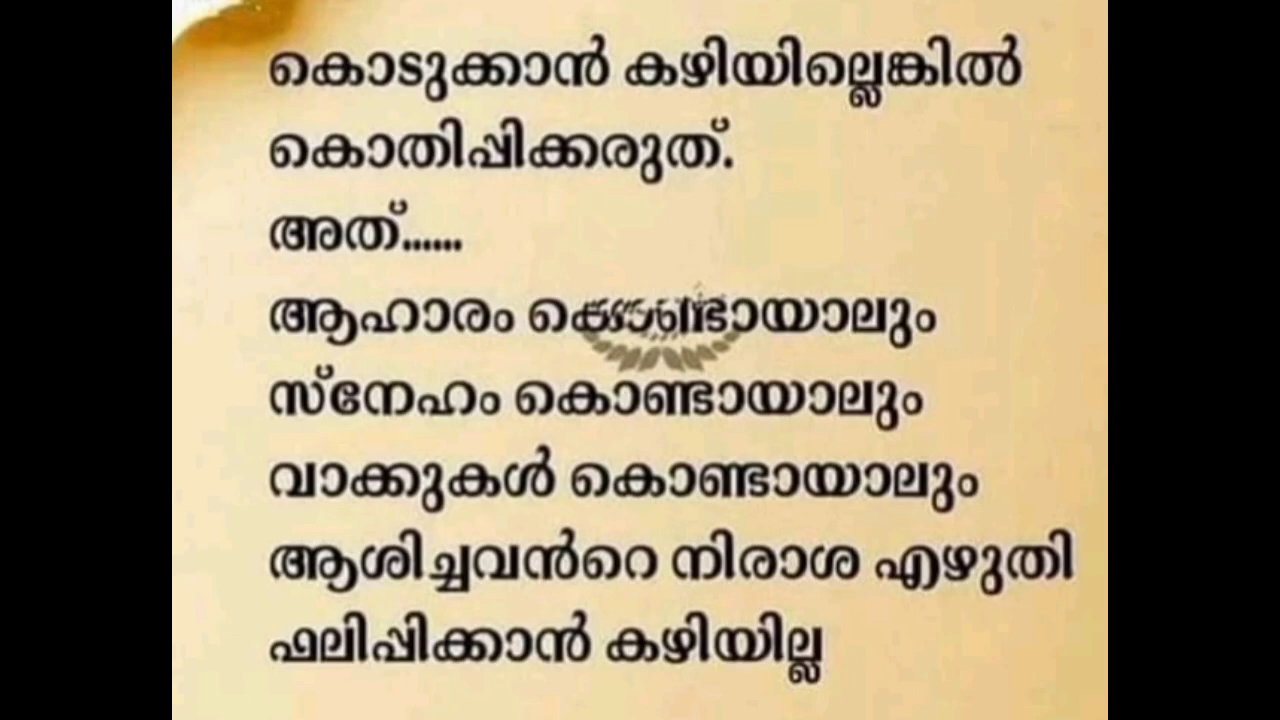 കൊടുക്കാൻ കഴിയില്ലെങ്കിൽ
കൊതിപ്പിക്കരുത്.
അത്......
ആഹാരം കൊണ്ടായാലും
സ്നേഹം കൊണ്ടായാലും
വാക്കുകൾ കൊണ്ടായാലും
ആശിച്ചവൻറെ നിരാശ എഴുതി
ഫലിപ്പിക്കാൻ കഴിയില്ല